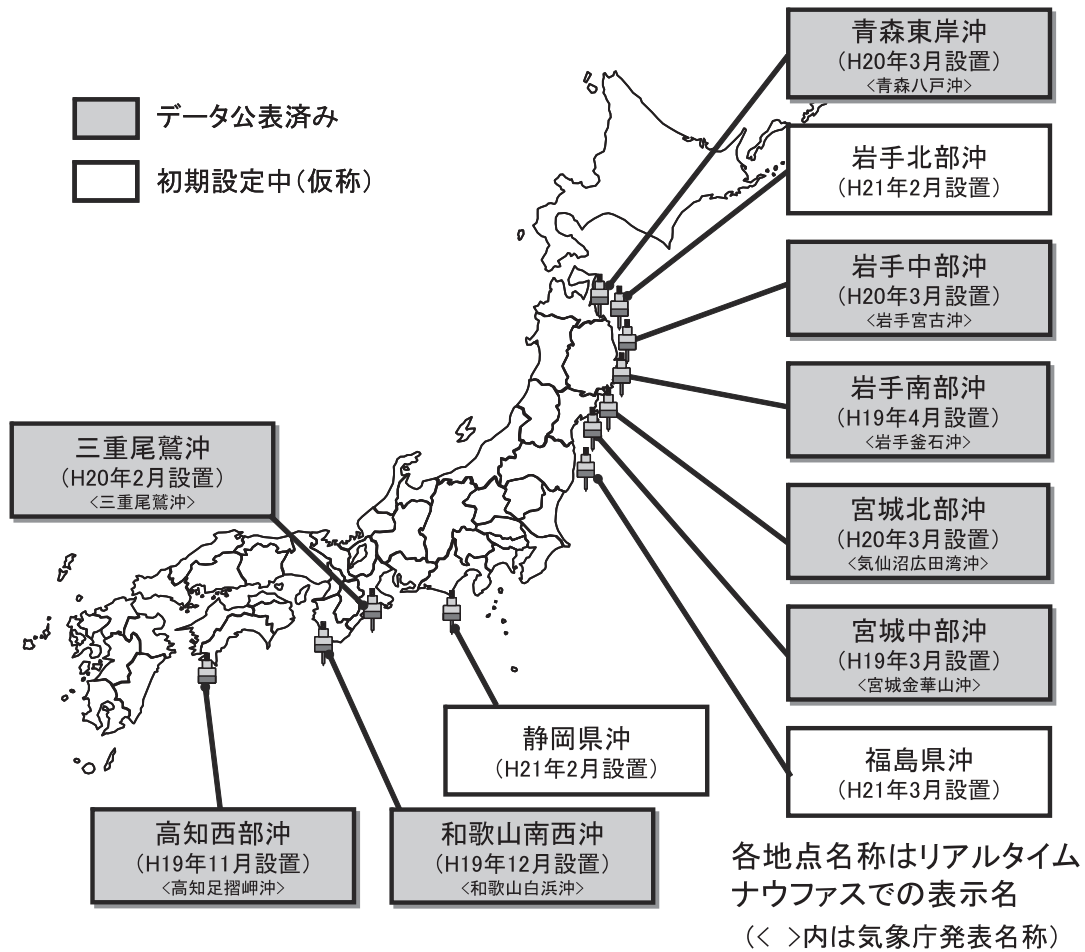 青森東岸沖
(H20年3月設置)
<青森八戸沖>
データ公表済み
初期設定中(仮称)
岩手北部沖
(H21年2月設置)
岩手中部沖
(H20年3月設置)
<岩手宮古沖>
岩手南部沖
(H19年4月設置)
<岩手釜石沖>
三重尾鷲沖
(H20年2月設置)
<三重尾鷲沖>
宮城北部沖
(H20年3月設置)
<気仙沼広田湾沖>
宮城中部沖
(H19年3月設置)
<宮城金華山沖>
静岡県沖
(H21年2月設置)
福島県沖
(H21年3月設置)
高知西部沖
(H19年11月設置)
<高知足摺岬沖>
和歌山南西沖
(H19年12月設置)
<和歌山白浜沖>
各地点名称はリアルタイム
ナウファスでの表示名
(< >内は気象庁発表名称)